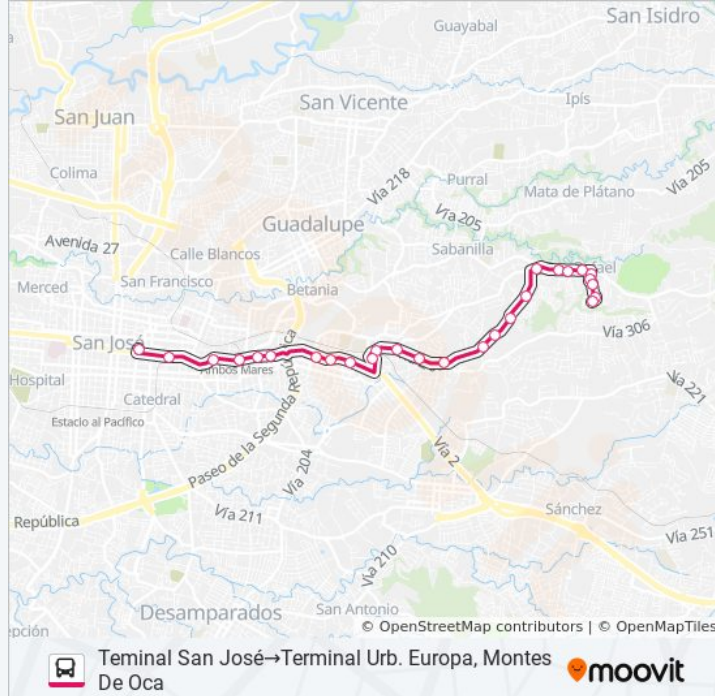 moovit
San Isidro
Guayabal
San Vicente
Ipís
San Juan
Colima
Vía 218
Purral
Vía 205
Mata de Plátano
Vía 205
Guadalupe
Sabanilla
Avenida 27
Calle Blancos
Merced
San Francisco
Betania
San José
Vía 306
Hospital
Ambos Mares
Catedral
Vía 221
Estacio al Pacífico
Paseo de la Segunda
Vía 204
Vía 2
República
Vía 211
Sánchez
Vía 251
Vía 210
Desamparados
San Antonio
epción
© OpenStreetMap contributors | © OpenMapTiles
Teminal San José→Terminal Urb. Europa, Montes
De Oca
moovit